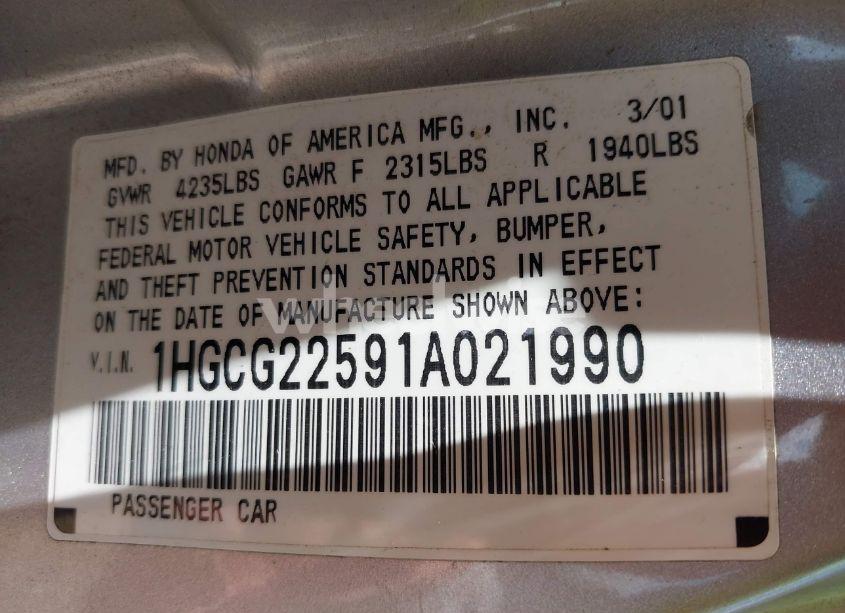 MFD. BY HONDA OF AMERICA MFG., INC. 3/01
GVWR 4235LBS GAWR F 2315LBS R 1940LBS
THIS VEHICLE CONFORMS TO ALL APPLICABLE
FEDERAL MOTOR VEHICLE SAFETY, BUMPER,
AND THEFT PREVENTION STANDARDS IN EFFECT
ON THE DATE OF MANUFACTURE SHOWN ABOVE:
V.I.N. 1HGCG22591A021990
PASSENGER CAR